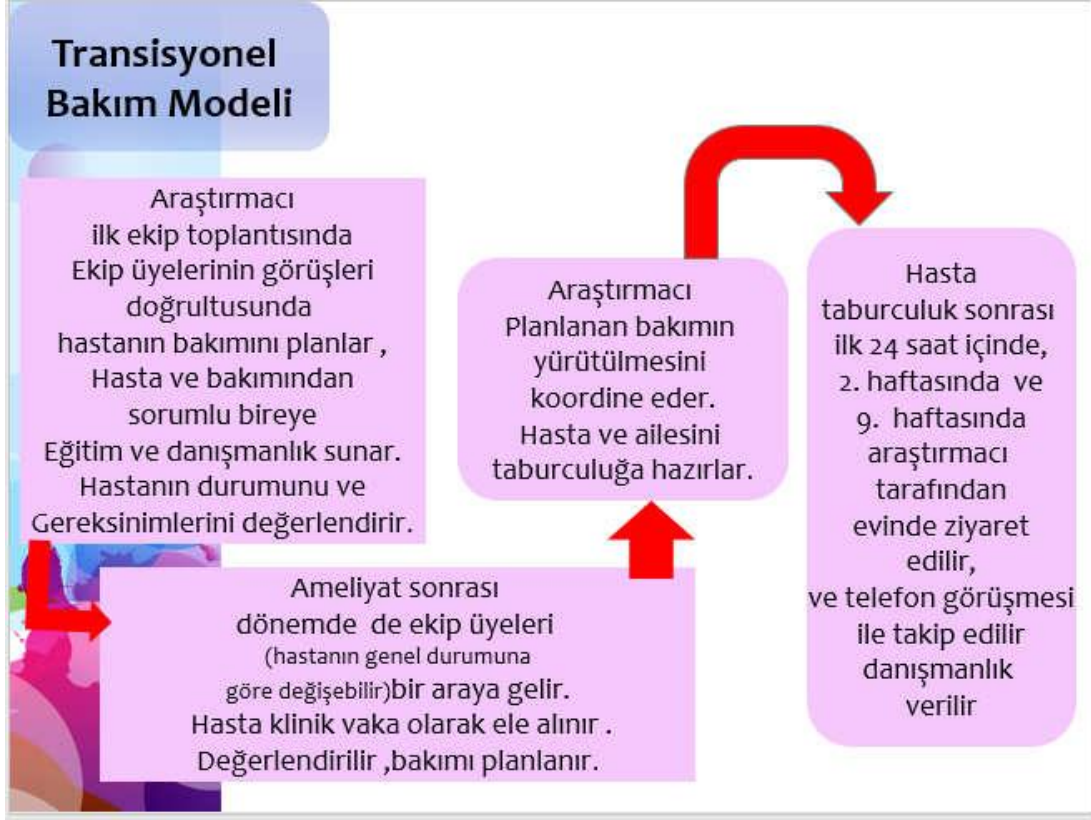 Transisyonel
Bakım Modeli
Araştırmacı
ilk ekip toplantısında
Ekip üyelerinin görüşleri
doğrultusunda
hastanın bakımını planlar ,
Hasta ve bakımından
sorumlu bireye
Eğitim ve danışmanlık sunar.
Hastanın durumunu ve
Gereksinimlerini değerlendirir.
Ameliyat sonrası
dönemde de ekip üyeleri
(hastanın genel durumuna
göre değişebilir)bir araya gelir.
Hasta klinik vaka olarak ele alınır .
Değerlendirilir ,bakımı planlanır.
Araştırmacı
Planlanan bakımın
yürütülmesini
koordine eder.
Hasta ve ailesini
taburculuğa hazırlar.
Hasta
taburculuk sonrası
ilk 24 saat içinde,
2. haftasında ve
9. haftasında
araştırmacı
tarafından
evinde ziyaret
edilir,
ve telefon görüşmesi
ile takip edilir
danışmanlık
verilir